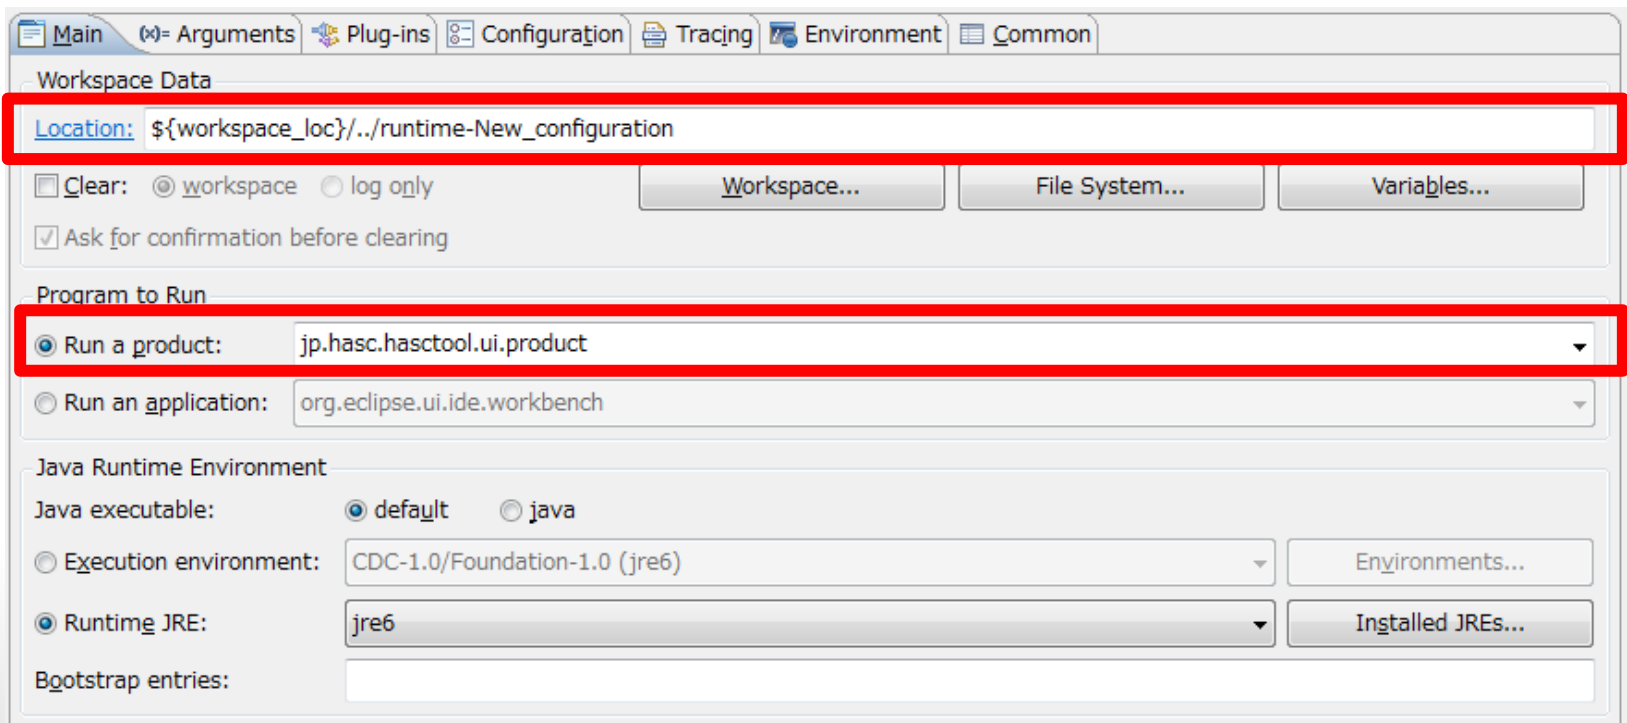 Main (x)= Arguments Plug-ins Configuration Tracing Environment Common
Workspace Data
Location: ${workspace_loc}/../runtime-New_configuration
Clear: workspace log only Workspace... File System... Variables...
Ask for confirmation before clearing
Program to Run
Run a product: jp.hasc.hasctool.ui.product
Run an application: org.eclipse.ui.ide.workbench
Java Runtime Environment
Java executable: default java
Execution environment: CDC-1.0/Foundation-1.0 (jre6) Environments...
Runtime JRE: jre6 Installed JREs...
Bootstrap entries: